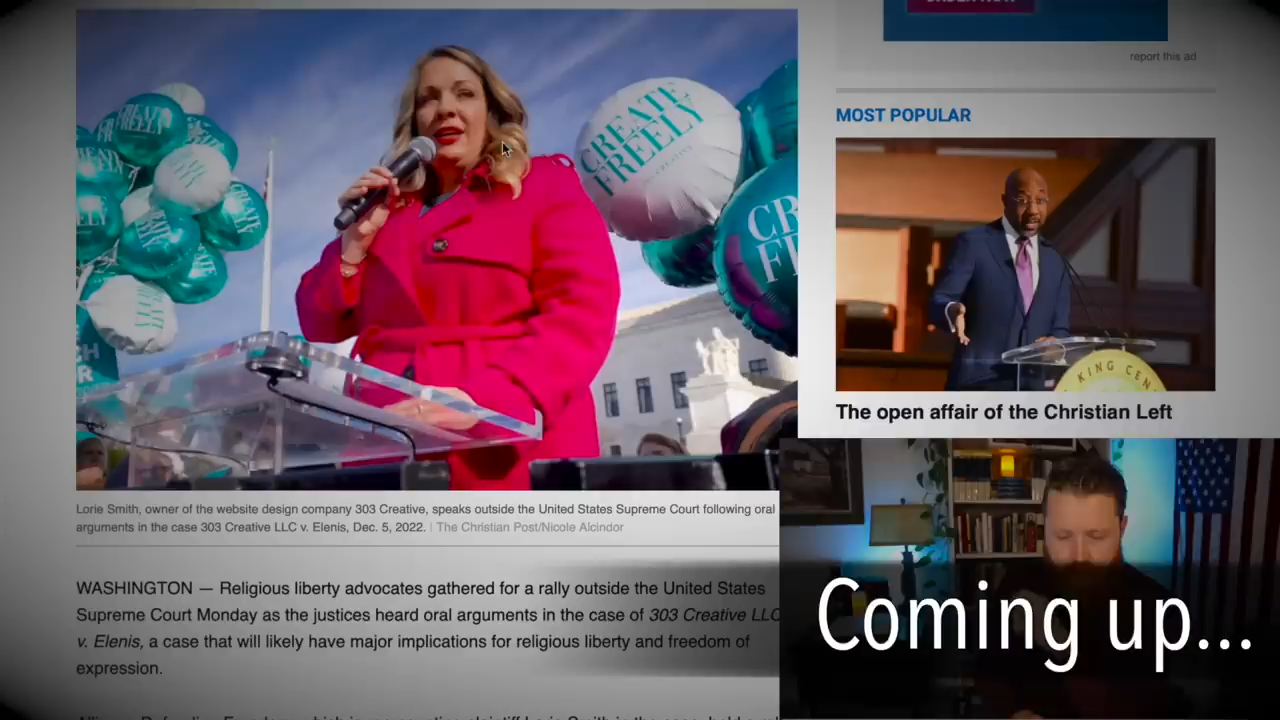 report this ad
MOST POPULAR
CREATE
FREELY
CREATE
FREELY
CREATE
KING CEN
The open affair of the Christian Left
Lorie Smith, owner of the website design company 303 Creative, speaks outside the United States Supreme Court following oral
arguments in the case 303 Creative LLC v. Elenis, Dec. 5, 2022. | The Christian Post/Nicole Alcindor
WASHINGTON — Religious liberty advocates gathered for a rally outside the United States
Supreme Court Monday as the justices heard oral arguments in the case of 303 Creative LLC
v. Elenis, a case that will likely have major implications for religious liberty and freedom of
expression.
Coming up...